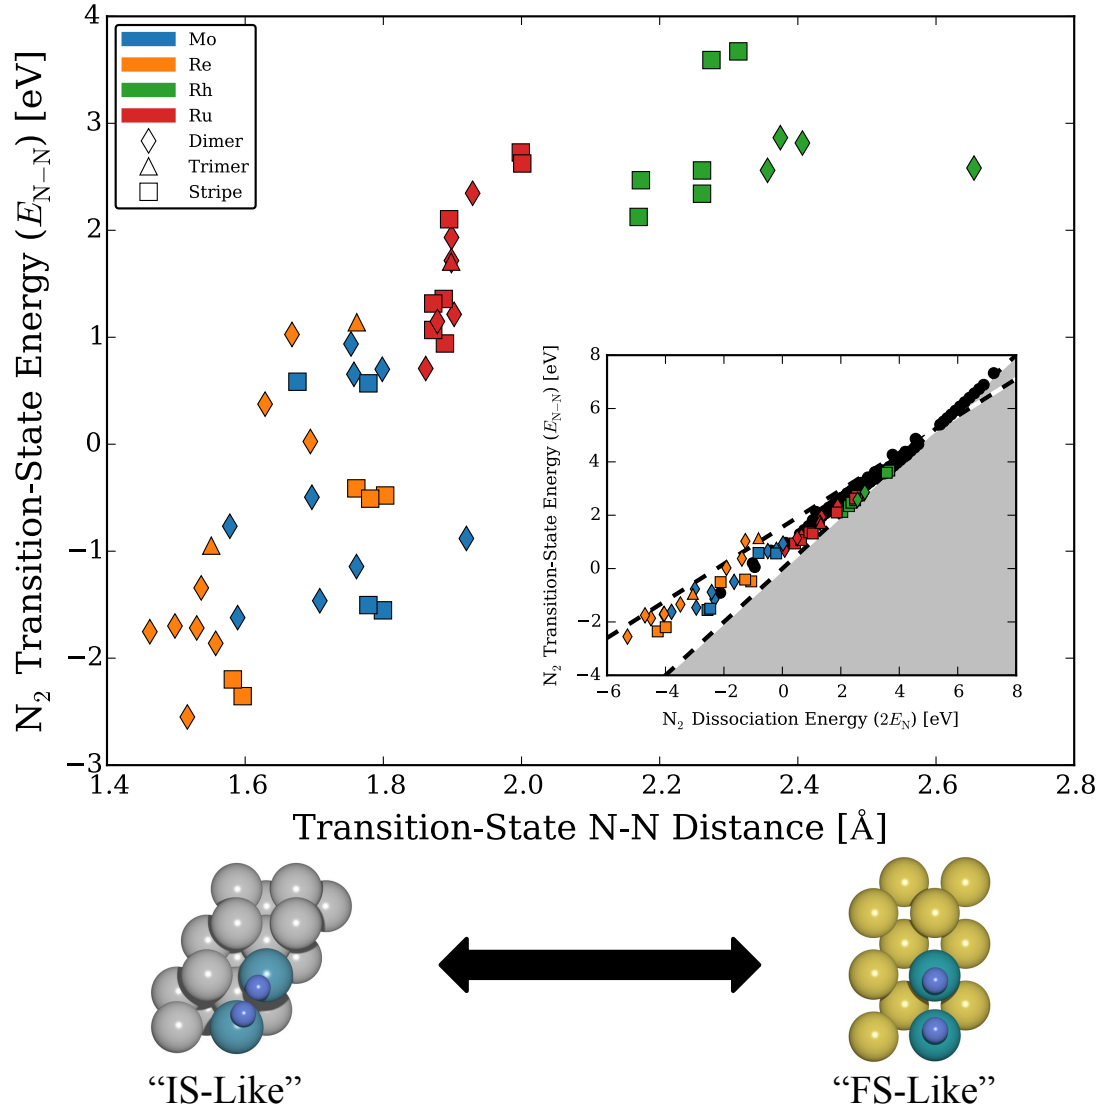 N₂ Transition-State Energy (E_N−N) [eV]
4
3
2
1
0
−1
−2
−3
Mo
Re
Rh
Ru
Dimer
Trimer
Stripe
N₂ Transition-State Energy (E_N−N) [eV]
8
6
4
2
0
−2
−4
−6 −4 −2 0 2 4 6 8
N₂ Dissociation Energy (2E_N) [eV]
1.4 1.6 1.8 2.0 2.2 2.4 2.6 2.8
Transition-State N-N Distance [Å]
“IS-Like” “FS-Like”